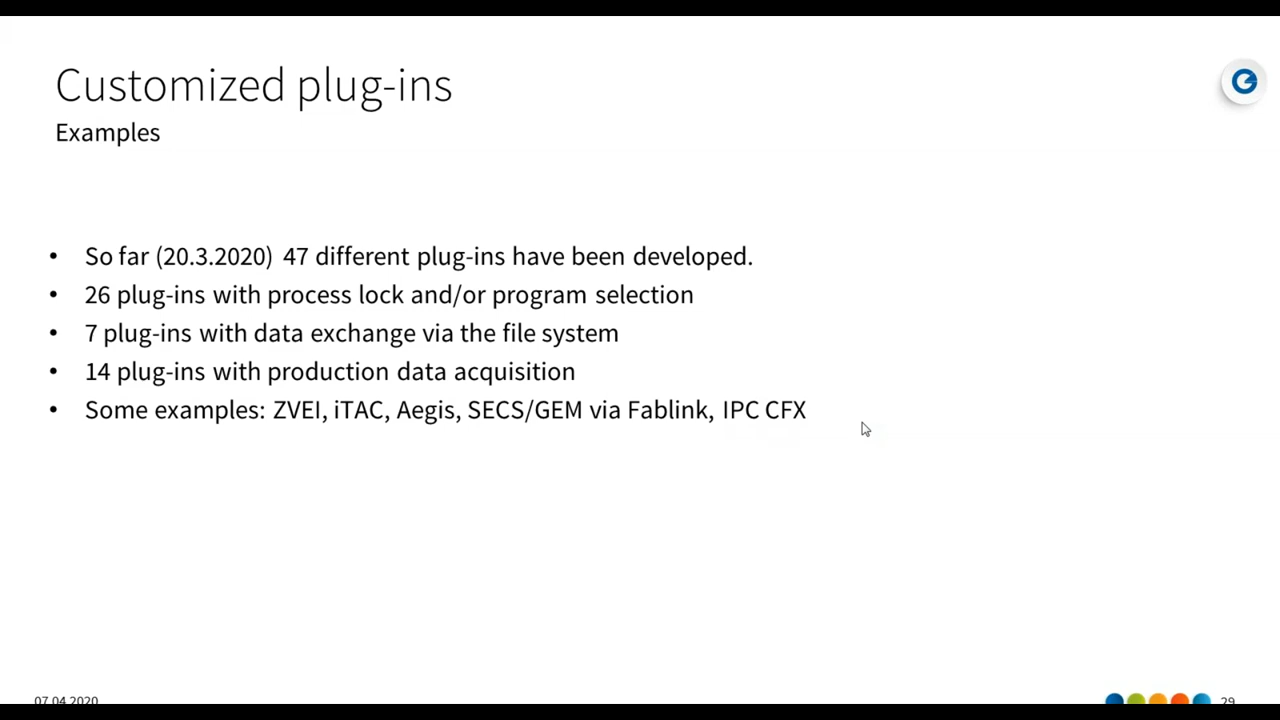 Customized plug-ins
Examples
• So far (20.3.2020) 47 different plug-ins have been developed.
• 26 plug-ins with process lock and/or program selection
• 7 plug-ins with data exchange via the file system
• 14 plug-ins with production data acquisition
• Some examples: ZVEI, iTAC, Aegis, SECS/GEM via Fablink, IPC CFX
07.04.2020
29